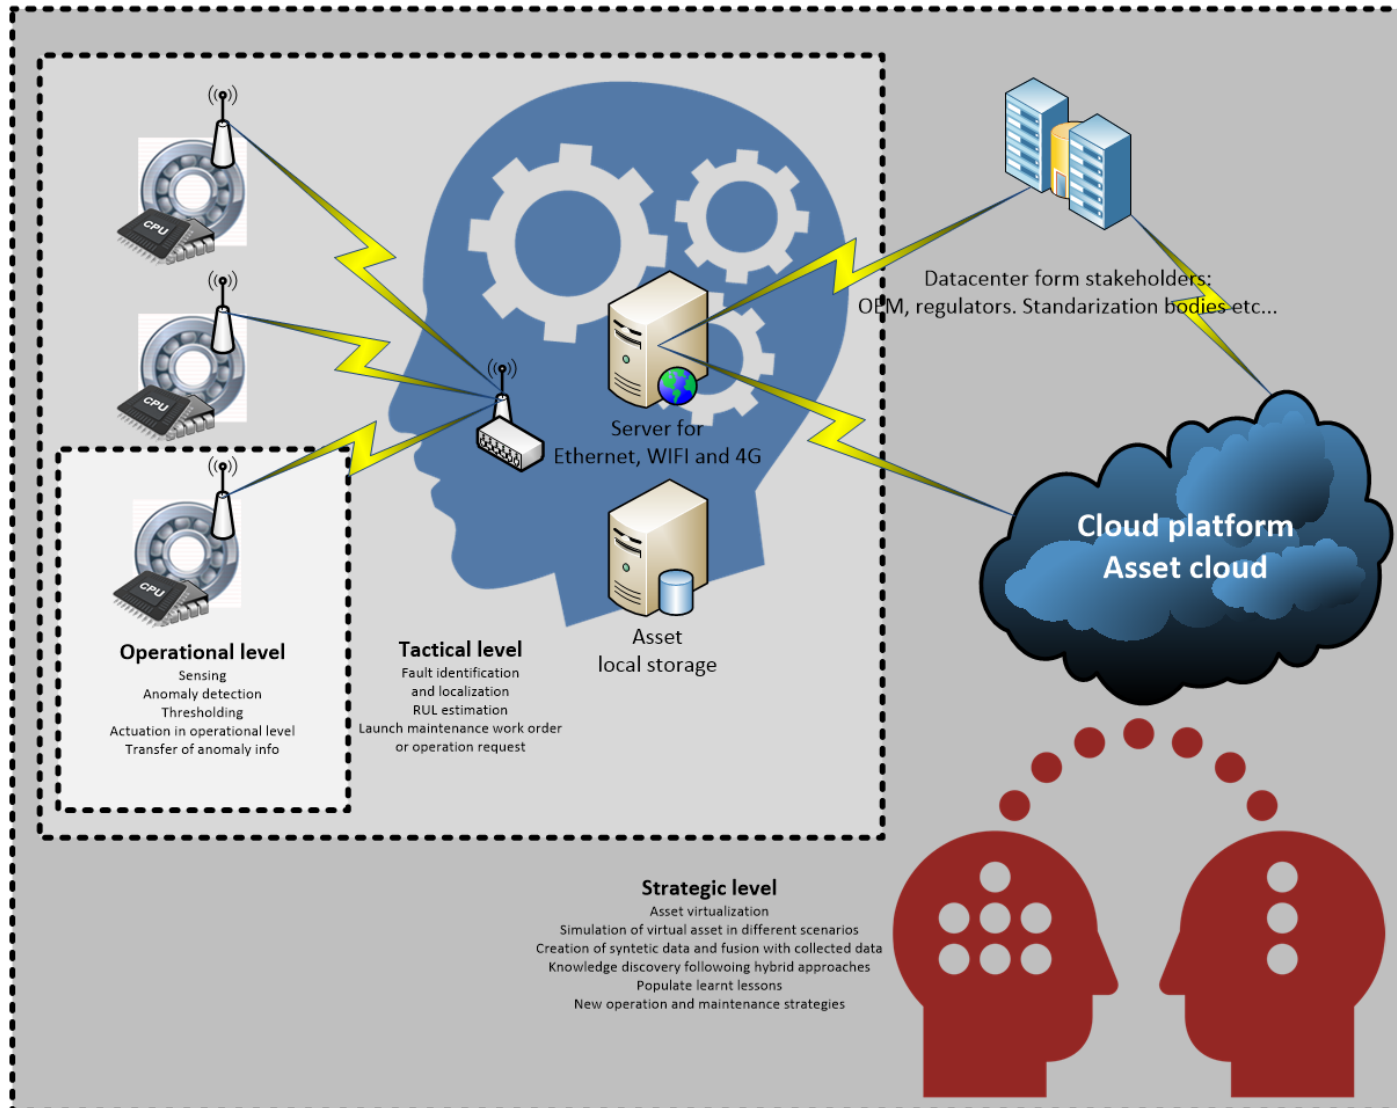 CPU
CPU
CPU
Datacenter form stakeholders:
OEM, regulators. Standarization bodies etc...
Server for
Ethernet, WIFI and 4G
Cloud platform
Asset cloud
Asset
local storage
Operational level
Sensing
Anomaly detection
Thresholding
Actuation in operational level
Transfer of anomaly info
Tactical level
Fault identification
and localization
RUL estimation
Launch maintenance work order
or operation request
Strategic level
Asset virtualization
Simulation of virtual asset in different scenarios
Creation of syntetic data and fusion with collected data
Knowledge discovery followoing hybrid approaches
Populate learnt lessons
New operation and maintenance strategies